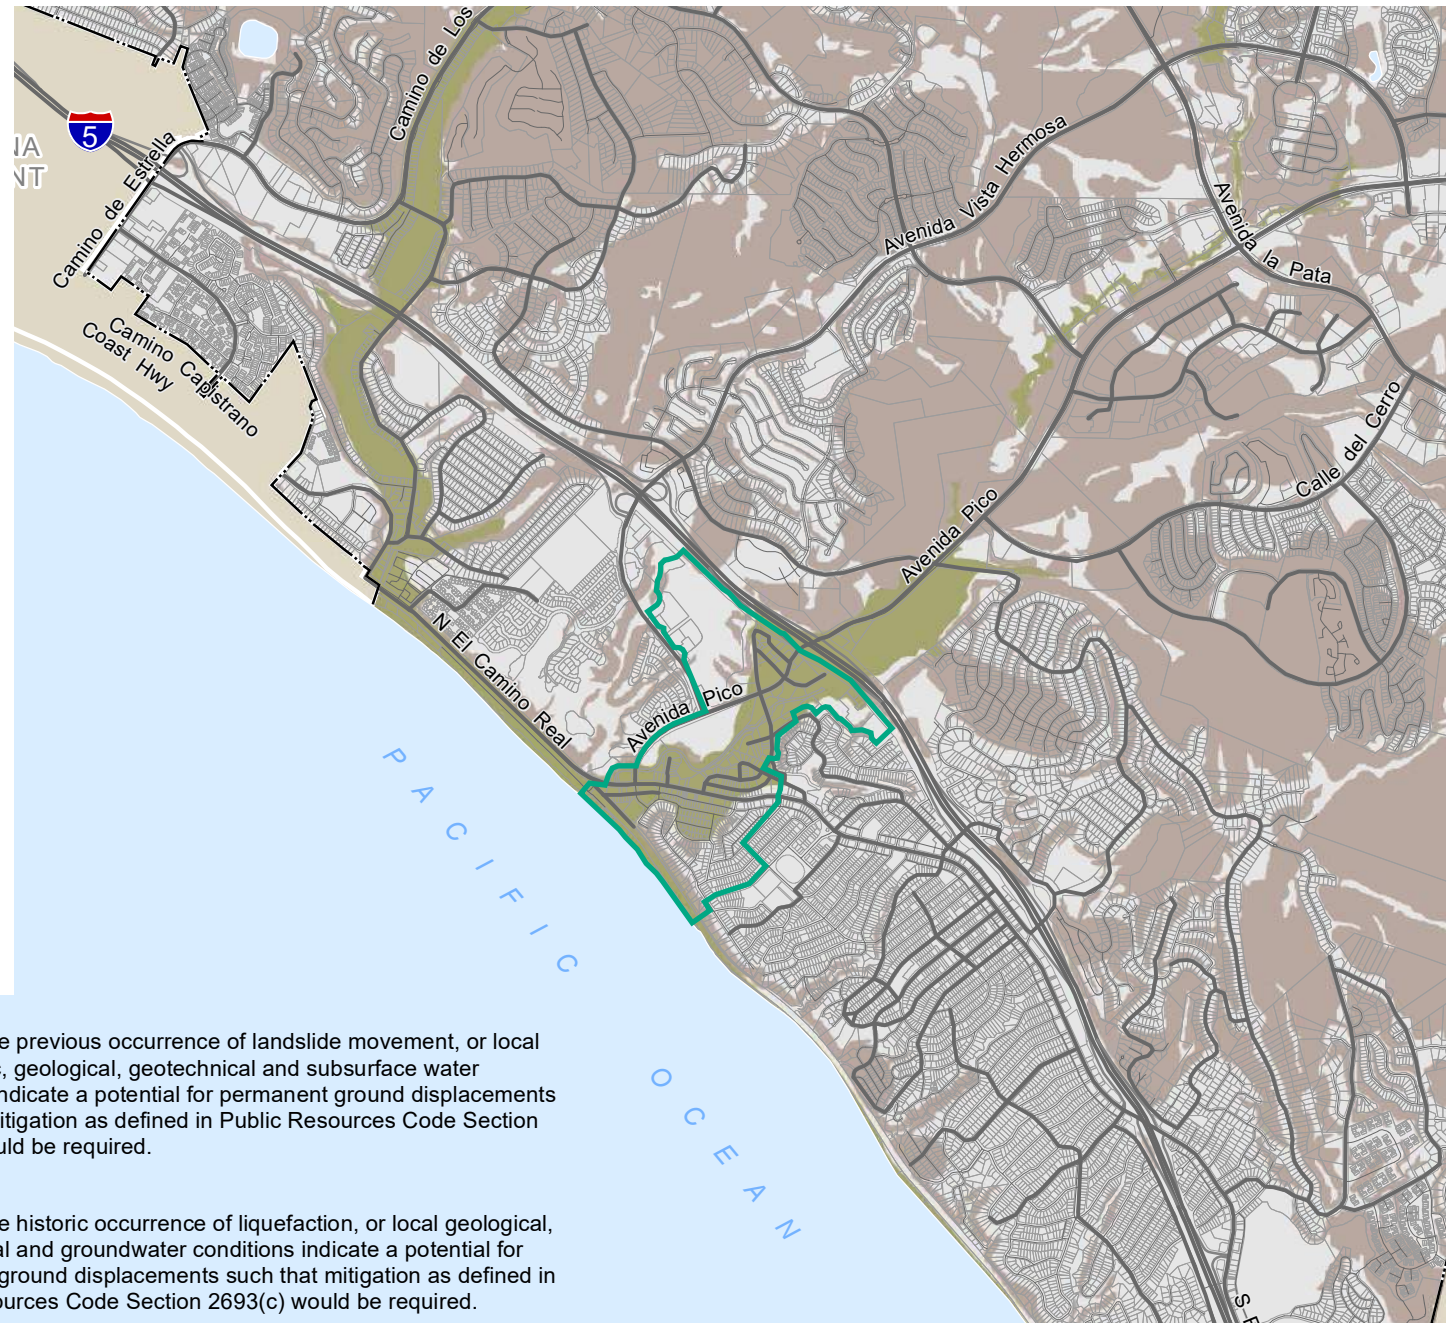 Camino de Los
5
NA
NT
Camino de Estrella
Avenida Vista Hermosa
Avenida la Pata
Camino Capistrano
Coast Hwy
Calle del Cerro
Avenida Pico
N El Camino Real
Avenida Pico
PACIFIC
OCEAN
e previous occurrence of landslide movement, or local
, geological, geotechnical and subsurface water
ndicate a potential for permanent ground displacements
itigation as defined in Public Resources Code Section
uld be required.
e historic occurrence of liquefaction, or local geological,
al and groundwater conditions indicate a potential for
ground displacements such that mitigation as defined in
ources Code Section 2693(c) would be required.
S